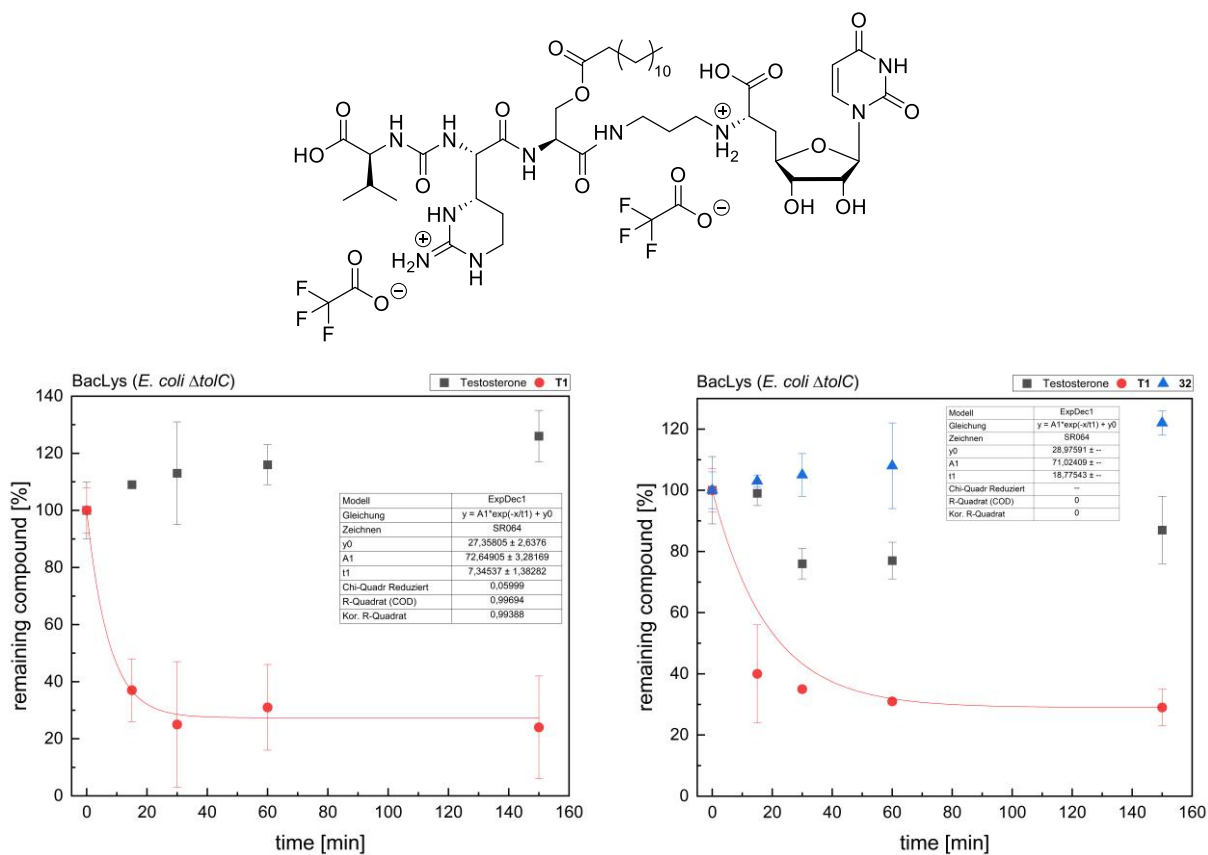 O
O
10
O
HO
N
H
N
H
O
O
N
H
O
HN
O
N
H2
HO
O
O
NH
N
O
O
OH OH
HO
O
HN
N
H
H2N
F
F
F
O
O
F
F
F
O
O
BacLys (E. coli ΔtolC)
Testosterone T1
remaining compound [%]
140
120
100
80
60
40
20
0
Modell ExpDec1
Gleichung y = A1*exp(-x/t1) + y0
Zeichnen SR064
y0 27,35805 ± 2,6376
A1 72,64905 ± 3,28169
t1 7,34537 ± 1,38282
Chi-Quadr Reduziert 0,05999
R-Quadrat (COD) 0,99694
Kor. R-Quadrat 0,99388
0 20 40 60 80 100 120 140 160
time [min]
BacLys (E. coli ΔtolC)
Testosterone T1 32
remaining compound [%]
120
100
80
60
40
20
0
Modell ExpDec1
Gleichung y = A1*exp(-x/t1) + y0
Zeichnen SR064
y0 28,97591 ± --
A1 71,02409 ± --
t1 18,77543 ± --
Chi-Quadr Reduziert --
R-Quadrat (COD) 0
Kor. R-Quadrat 0
0 20 40 60 80 100 120 140 160
time [min]